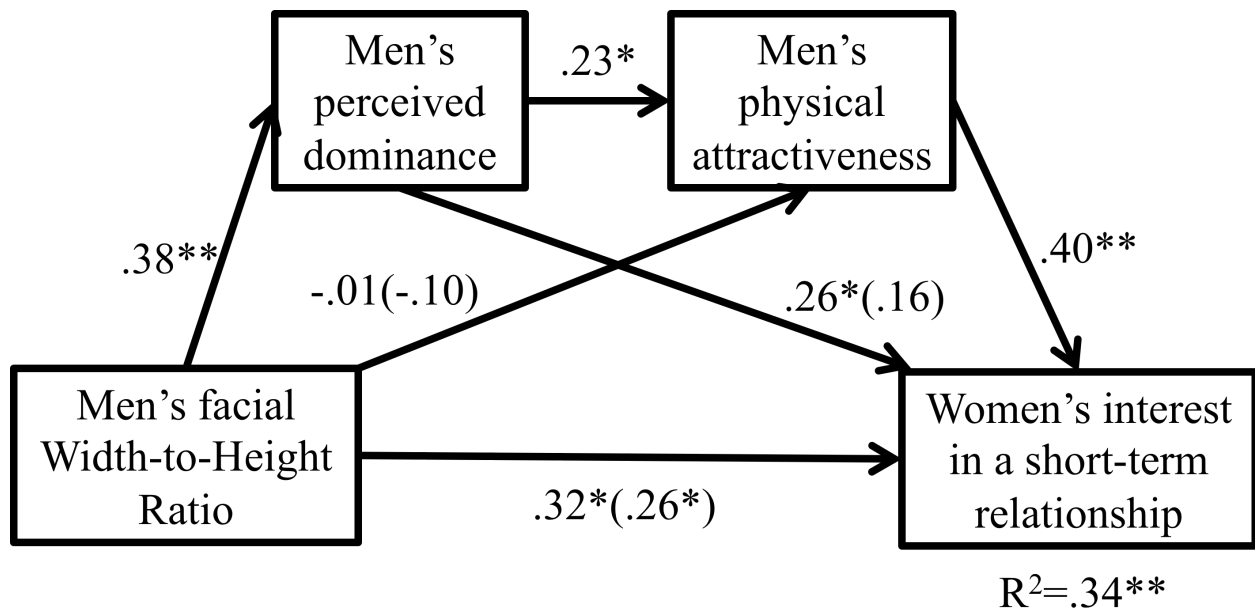 Men's
perceived
dominance
.23*
Men's
physical
attractiveness
.38**
-.01(-.10)
.26*(.16)
.40**
Men's facial
Width-to-Height
Ratio
.32*(.26*)
Women's interest
in a short-term
relationship
R²=.34**